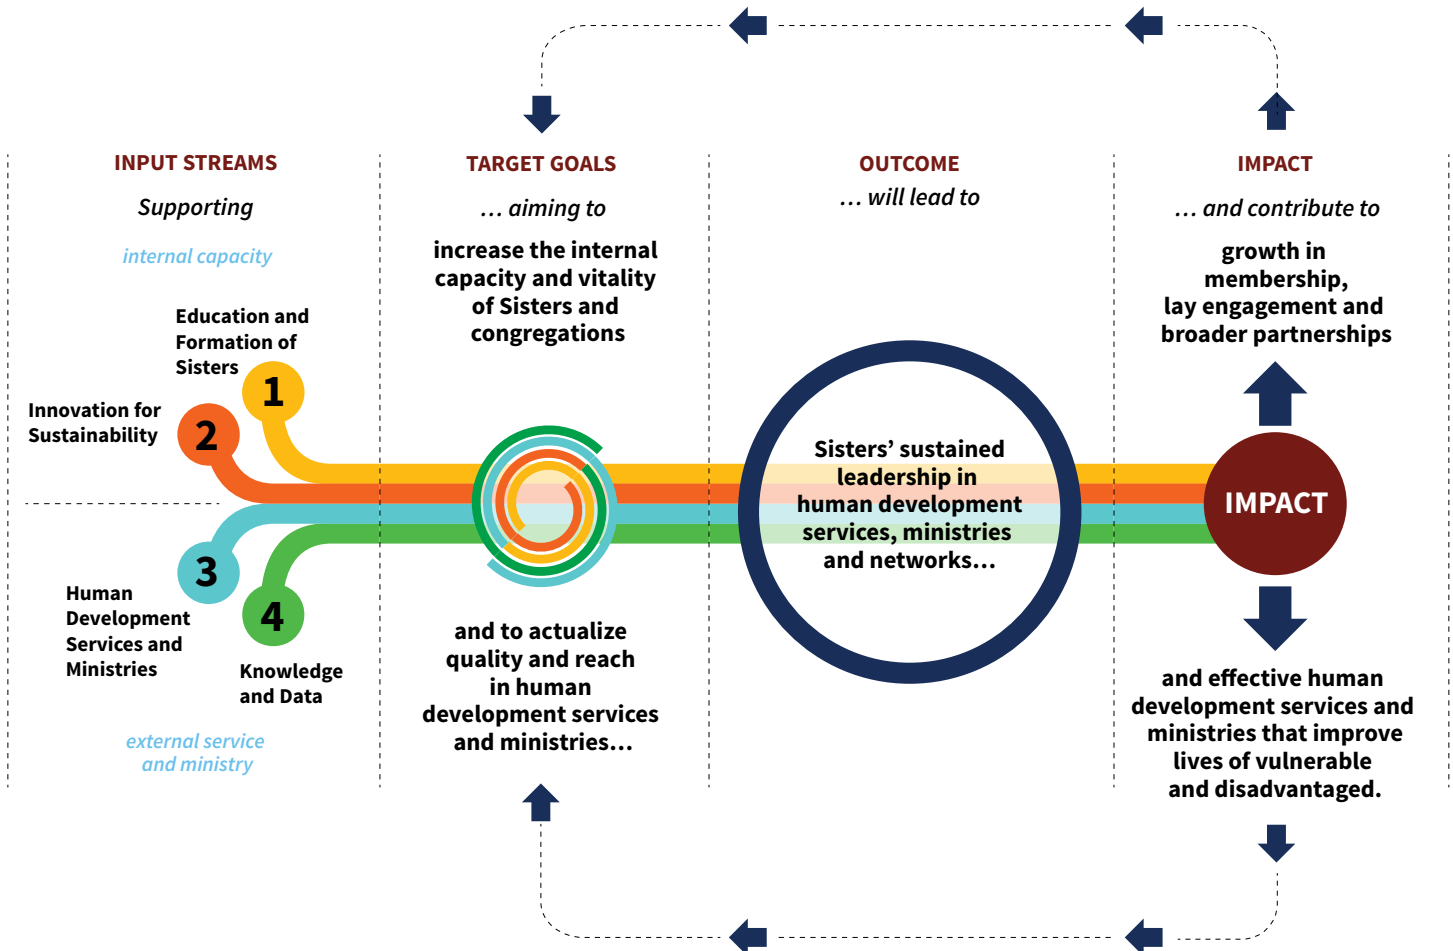 INPUT STREAMS
Supporting
internal capacity
Education and
Formation of
Sisters
1
Innovation for
Sustainability
2
3
Human
Development
Services and
Ministries
4
Knowledge
and Data
external service
and ministry
TARGET GOALS
... aiming to
increase the internal
capacity and vitality
of Sisters and
congregations
and to actualize
quality and reach
in human
development services
and ministries...
OUTCOME
... will lead to
Sisters’ sustained
leadership in
human development
services, ministries
and networks...
IMPACT
... and contribute to
growth in
membership,
lay engagement and
broader partnerships
IMPACT
and effective human
development services and
ministries that improve
lives of vulnerable
and disadvantaged.